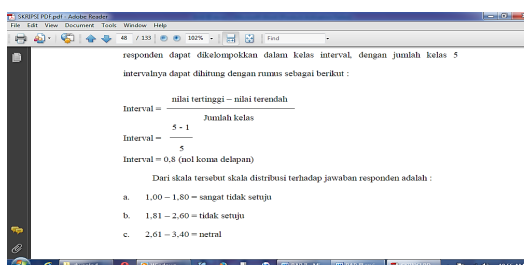 SKRIPSI PDF.pdf - Adobe Reader
File Edit View Document Tools Window Help
48 / 133 102% Find
responden dapat dikelompokkan dalam kelas interval, dengan jumlah kelas 5
intervalnya dapat dihitung dengan rumus sebagai berikut :
nilai tertinggi – nilai terendah
Interval =
Jumlah kelas
5 - 1
Interval =
5
Interval = 0,8 (nol koma delapan)
Dari skala tersebut skala distribusi terhadap jawaban responden adalah :
a. 1,00 – 1,80 = sangat tidak setuju
b. 1,81 – 2,60 = tidak setuju
c. 2,61 – 3,40 = netral